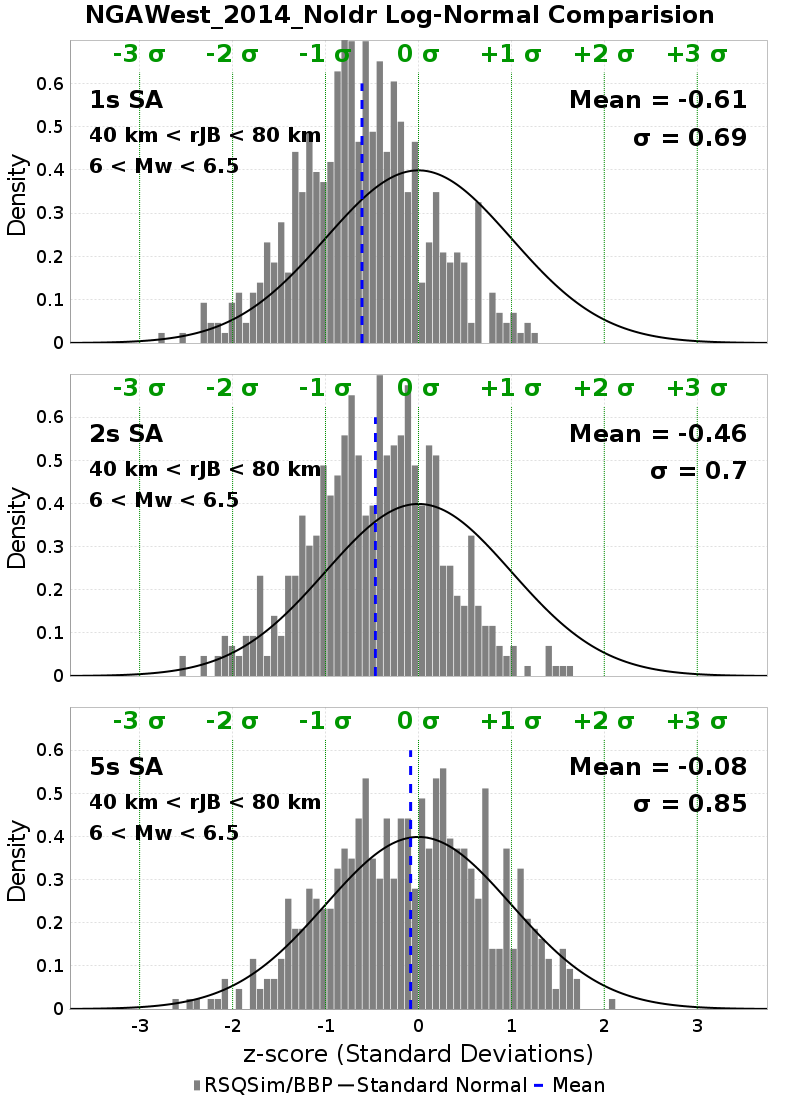 NGAWest_2014_NoIdr Log-Normal Comparision
-3 σ -2 σ -1 σ 0 σ +1 σ +2 σ +3 σ
1s SA Mean = -0.61
40 km < rJB < 80 km σ = 0.69
6 < Mw < 6.5
0.6
0.5
0.4
0.3
0.2
0.1
0
Density
-3 σ -2 σ -1 σ 0 σ +1 σ +2 σ +3 σ
2s SA Mean = -0.46
40 km < rJB < 80 km σ = 0.7
6 < Mw < 6.5
0.6
0.5
0.4
0.3
0.2
0.1
0
Density
-3 σ -2 σ -1 σ 0 σ +1 σ +2 σ +3 σ
5s SA Mean = -0.08
40 km < rJB < 80 km σ = 0.85
6 < Mw < 6.5
0.6
0.5
0.4
0.3
0.2
0.1
0
Density
-3 -2 -1 0 1 2 3
z-score (Standard Deviations)
RSQSim/BBP Standard Normal Mean